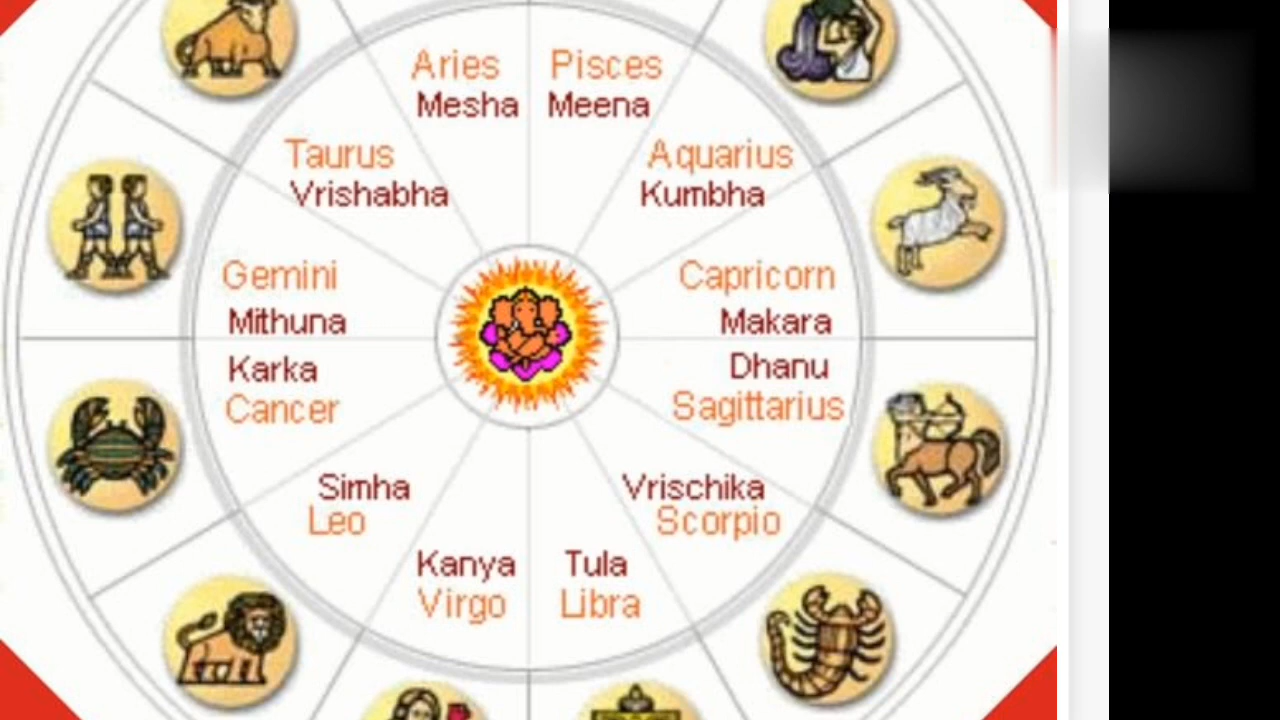 Aries
Mesha
Pisces
Meena
Taurus
Vrishabha
Aquarius
Kumbha
Gemini
Mithuna
Capricorn
Makara
Karka
Cancer
Dhanu
Sagittarius
Simha
Leo
Vrischika
Scorpio
Kanya
Virgo
Tula
Libra